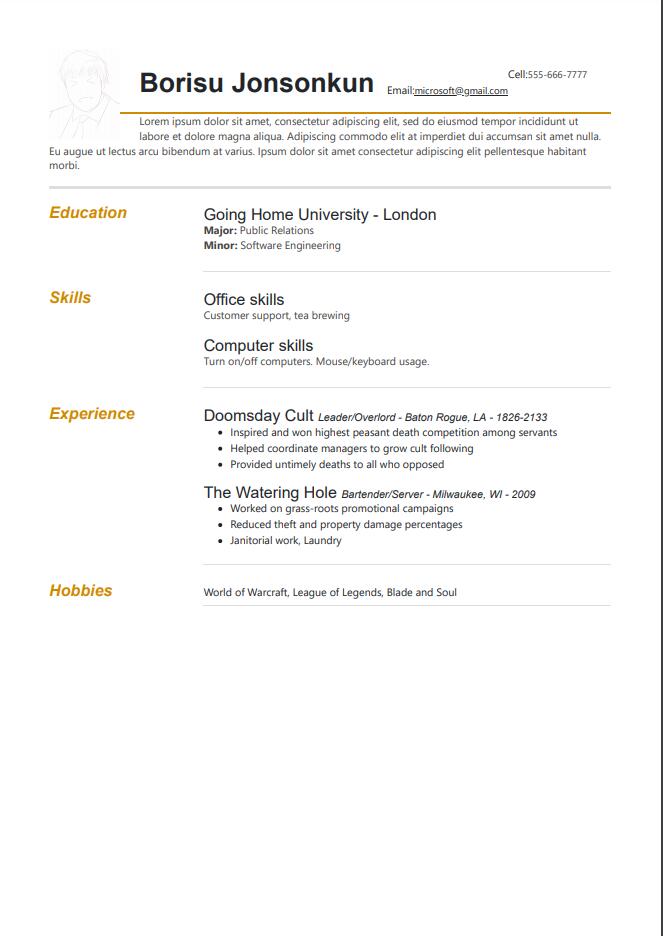 Borisu Jonsonkun
Cell:555-666-7777
Email:microsoft@gmail.com
Lorem ipsum dolor sit amet, consectetur adipiscing elit, sed do eiusmod tempor incididunt ut
labore et dolore magna aliqua. Adipiscing commodo elit at imperdiet dui accumsan sit amet nulla.
Eu augue ut lectus arcu bibendum at varius. Ipsum dolor sit amet consectetur adipiscing elit pellentesque habitant
morbi.
Education
Going Home University - London
Major: Public Relations
Minor: Software Engineering
Skills
Office skills
Customer support, tea brewing
Computer skills
Turn on/off computers. Mouse/keyboard usage.
Experience
Doomsday Cult Leader/Overlord - Baton Rogue, LA - 1826-2133
• Inspired and won highest peasant death competition among servants
• Helped coordinate managers to grow cult following
• Provided untimely deaths to all who opposed
The Watering Hole Bartender/Server - Milwaukee, WI - 2009
• Worked on grass-roots promotional campaigns
• Reduced theft and property damage percentages
• Janitorial work, Laundry
Hobbies
World of Warcraft, League of Legends, Blade and Soul